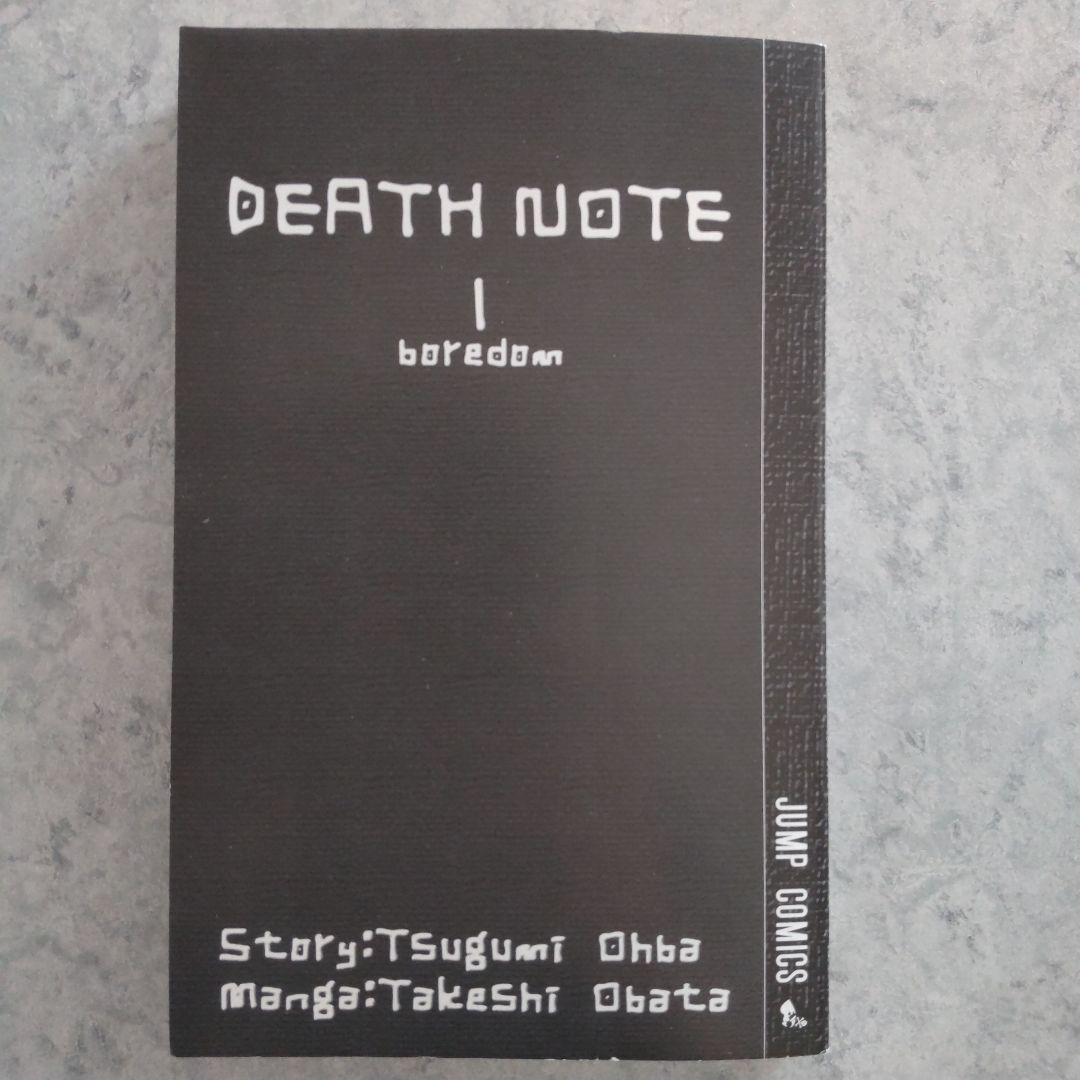 DEATH NOTE
1
boredom
Story:Tsugumi Ohba
Manga:Takeshi Obata
JUMP COMICS